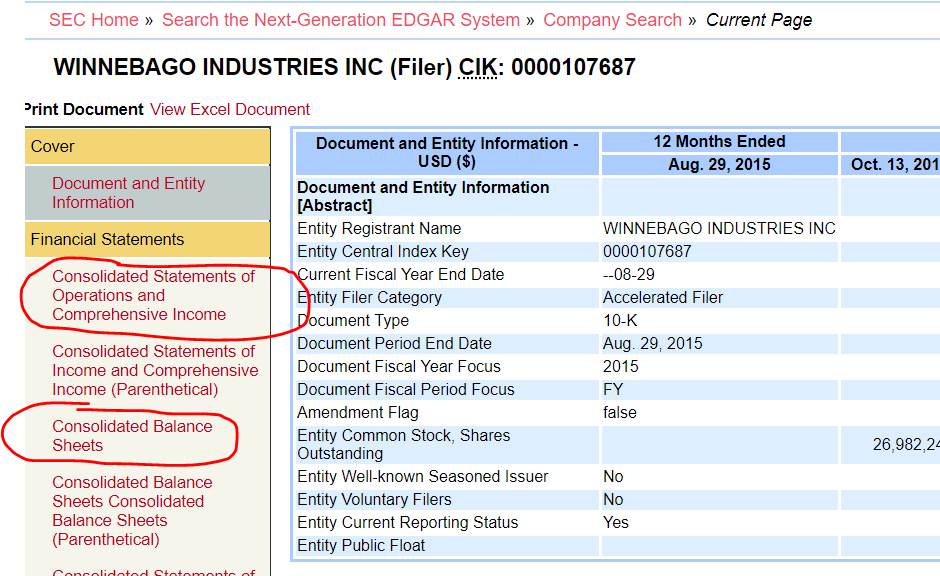 SEC Home » Search the Next-Generation EDGAR System » Company Search » Current Page
WINNEBAGO INDUSTRIES INC (Filer) CIK: 0000107687
Print Document View Excel Document
Cover
Document and Entity
Information
Financial Statements
Consolidated Statements of
Operations and
Comprehensive Income
Consolidated Statements of
Income and Comprehensive
Income (Parenthetical)
Consolidated Balance
Sheets
Consolidated Balance
Sheets Consolidated
Balance Sheets
(Parenthetical)
Consolidated Statements of
Document and Entity Information -
USD ($)
12 Months Ended
Aug. 29, 2015
Oct. 13, 201
Document and Entity Information
[Abstract]
Entity Registrant Name WINNEBAGO INDUSTRIES INC
Entity Central Index Key 0000107687
Current Fiscal Year End Date --08-29
Entity Filer Category Accelerated Filer
Document Type 10-K
Document Period End Date Aug. 29, 2015
Document Fiscal Year Focus 2015
Document Fiscal Period Focus FY
Amendment Flag false
Entity Common Stock, Shares
Outstanding 26,982,24
Entity Well-known Seasoned Issuer No
Entity Voluntary Filers No
Entity Current Reporting Status Yes
Entity Public Float